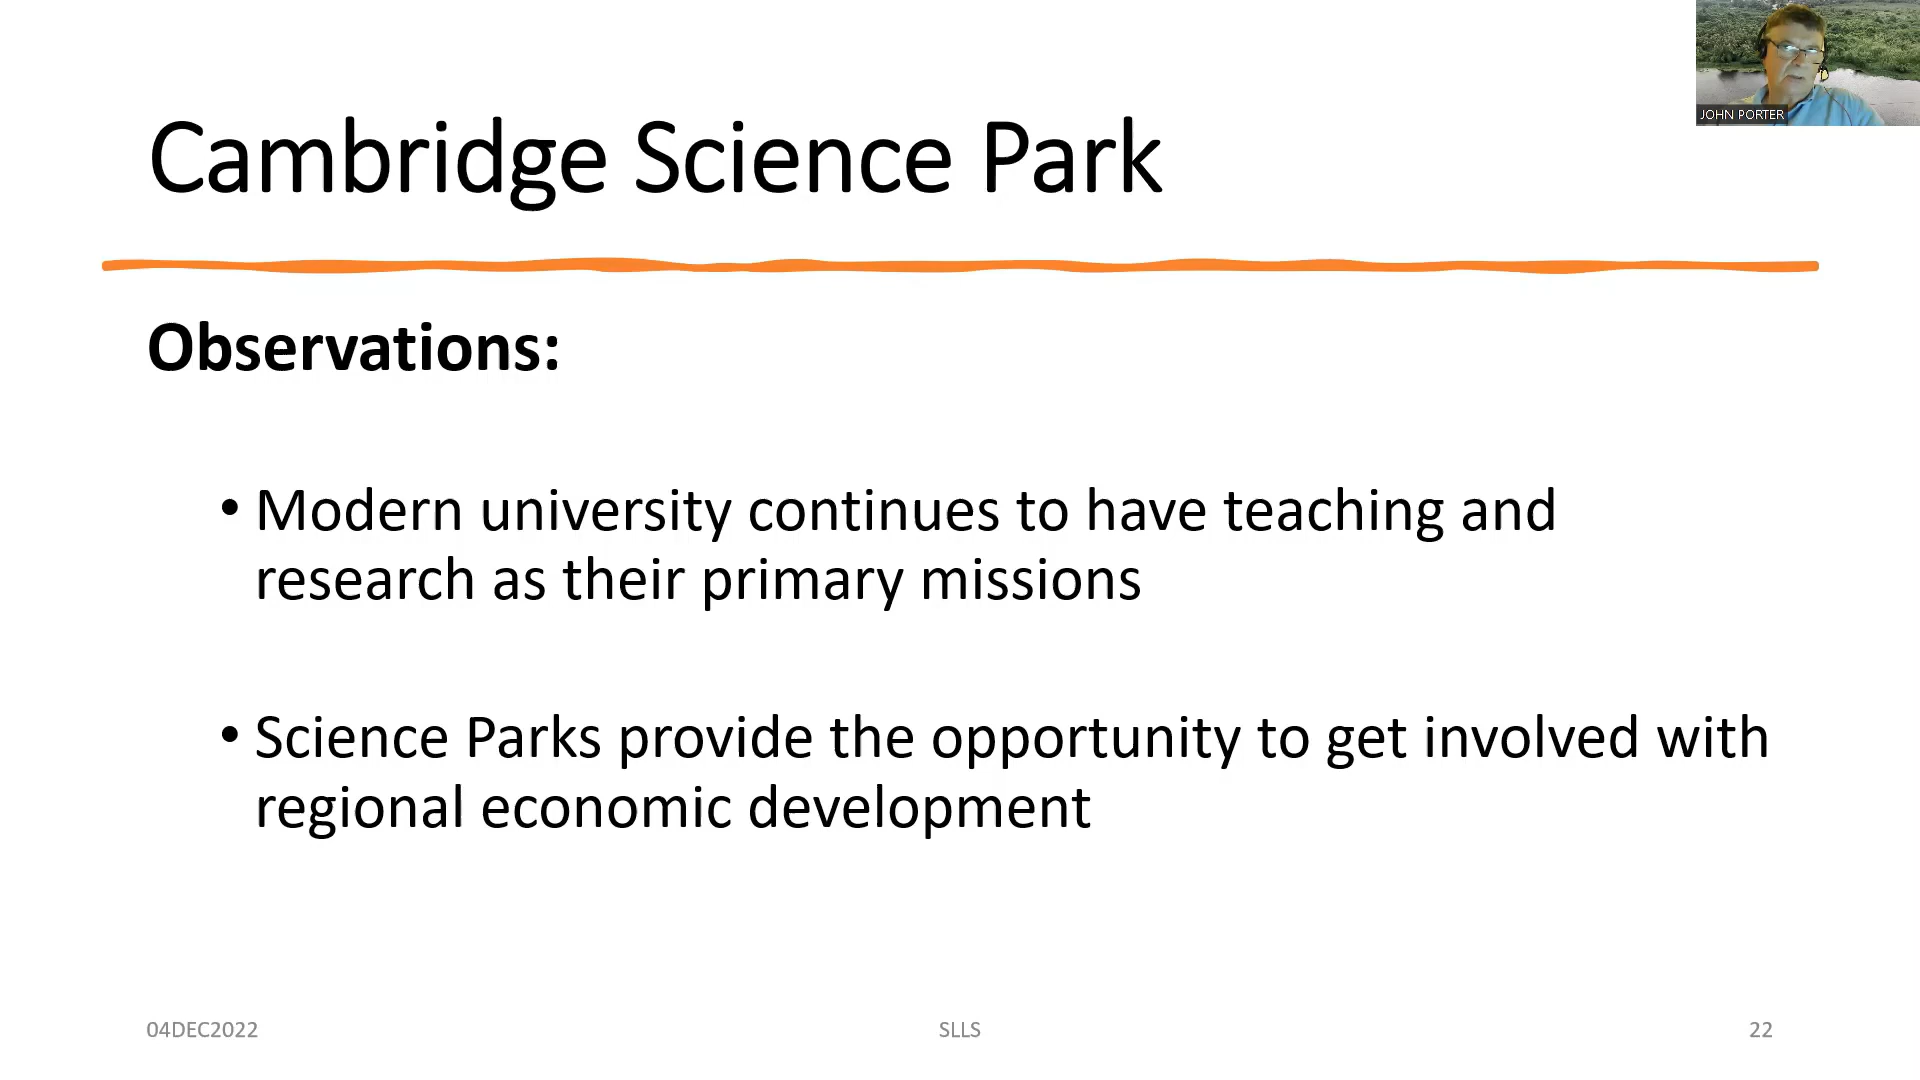 JOHN PORTER
Cambridge Science Park
Observations:
• Modern university continues to have teaching and
research as their primary missions
• Science Parks provide the opportunity to get involved with
regional economic development
04DEC2022
SLLS
22